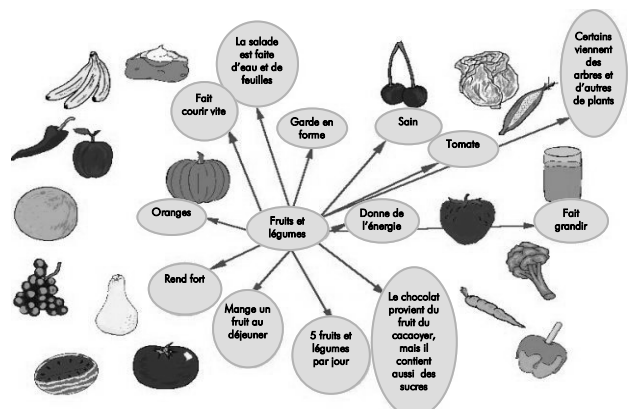 La salade
est faite
d'eau et de
feuilles
Certains
viennent
des
arbres et
d'autres
de plants
Fait
courir vite
Garde en
forme
Sain
Tomate
Oranges
Fruits et
légumes
Donne de
l'énergie
Fait
grandir
Rend fort
Mange un
fruit au
déjeuner
5 fruits et
légumes
par jour
Le chocolat
provient du
fruit du
cacaoyer,
mais il
contient
aussi des
sucres